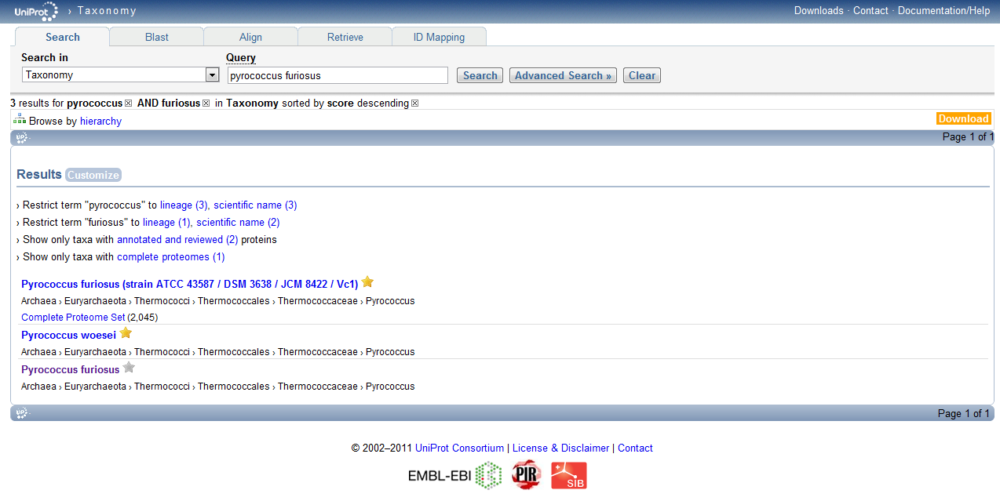 UniProt › Taxonomy Downloads · Contact · Documentation/Help
Search Blast Align Retrieve ID Mapping
Search in Query
Taxonomy pyrococcus furiosus Search Advanced Search » Clear
3 results for pyrococcus AND furiosus in Taxonomy sorted by score descending
Browse by hierarchy Download
UP Page 1 of 1
Results Customize
› Restrict term "pyrococcus" to lineage (3), scientific name (3)
› Restrict term "furiosus" to lineage (1), scientific name (2)
› Show only taxa with annotated and reviewed (2) proteins
› Show only taxa with complete proteomes (1)
Pyrococcus furiosus (strain ATCC 43587 / DSM 3638 / JCM 8422 / Vc1)
Archaea › Euryarchaeota › Thermococci › Thermococcales › Thermococcaceae › Pyrococcus
Complete Proteome Set (2,045)
Pyrococcus woesei
Archaea › Euryarchaeota › Thermococci › Thermococcales › Thermococcaceae › Pyrococcus
Pyrococcus furiosus
Archaea › Euryarchaeota › Thermococci › Thermococcales › Thermococcaceae › Pyrococcus
UP Page 1 of 1
© 2002–2011 UniProt Consortium | License & Disclaimer | Contact
EMBL-EBI PIR SIB